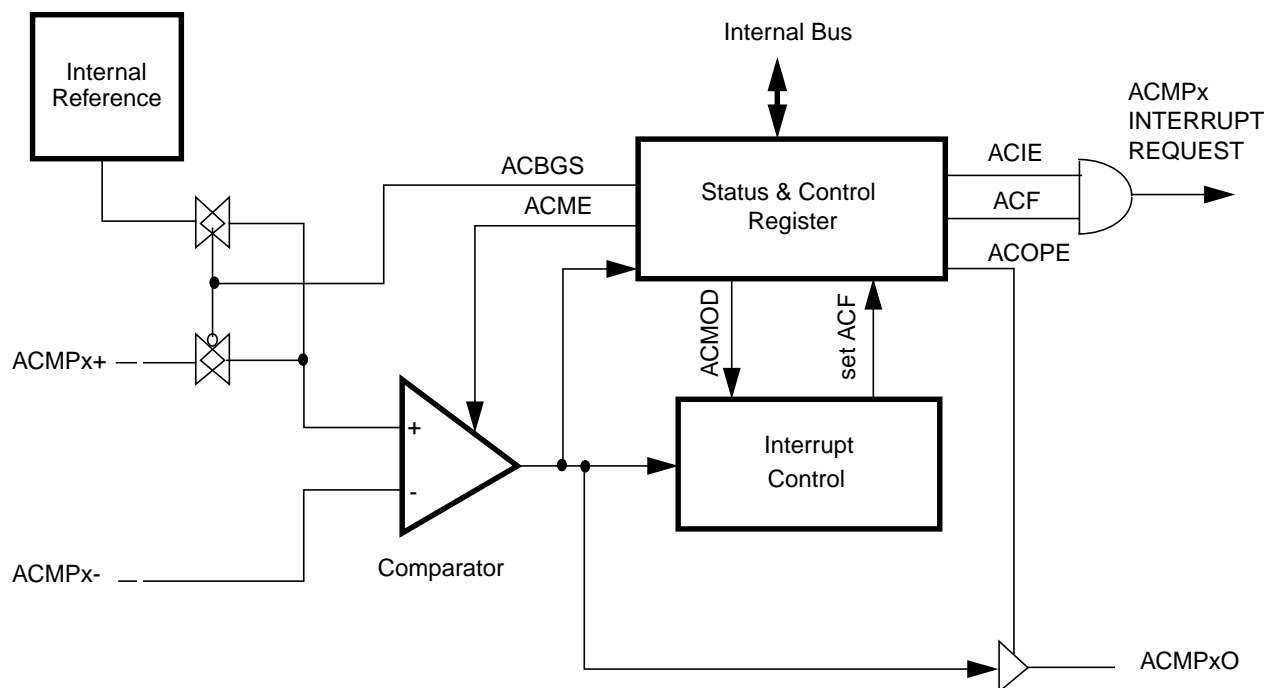 Internal Bus
Internal
Reference
ACMPx
INTERRUPT
REQUEST
ACBGS
ACME
Status & Control
Register
ACIE
ACF
ACOPE
ACMOD
set ACF
ACMPx+
+
-
Interrupt
Control
Comparator
ACMPx-
ACMPxO